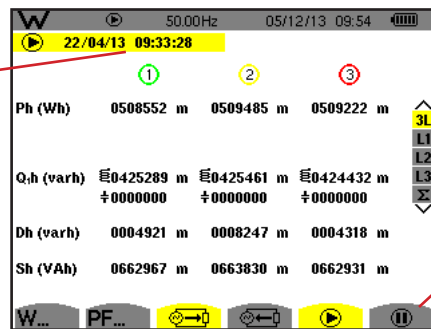 W 50.00Hz 05/12/13 09:54
22/04/13 09:33:28
1 2 3
Ph (Wh) 0508552 m 0509485 m 0509222 m
3L
L1
L2
Q₁h (varh) 0425289 m 0425461 m 0424432 m
L3
÷0000000 ÷0000000 ÷0000000
Σ
Dh (varh) 0004921 m 0008247 m 0004318 m
Sh (VAh) 0662967 m 0663830 m 0662931 m
W... PF...